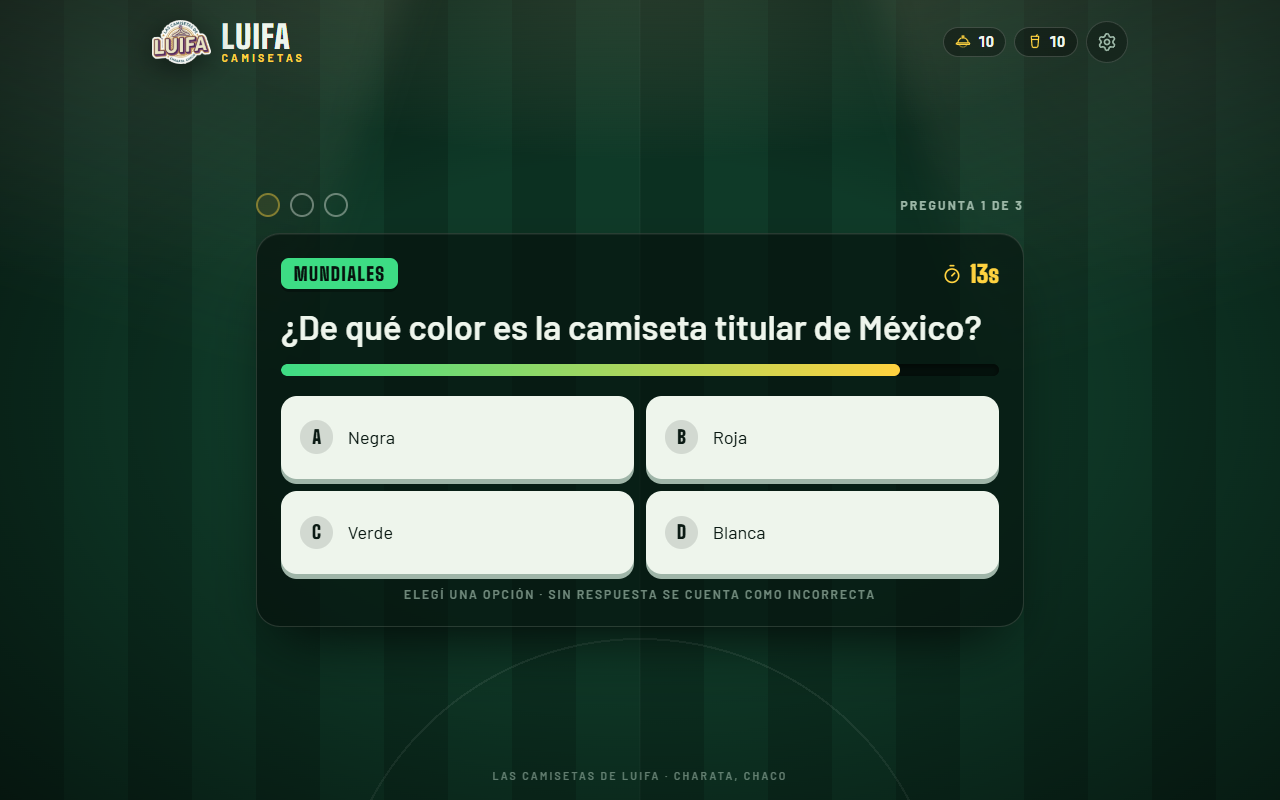 LUIFA
LUIFA
CAMISETAS
10
10
PREGUNTA 1 DE 3
MUNDIALES
13s
¿De qué color es la camiseta titular de México?
A Negra
B Roja
C Verde
D Blanca
ELEGÍ UNA OPCIÓN · SIN RESPUESTA SE CUENTA COMO INCORRECTA
LAS CAMISETAS DE LUIFA · CHARATA, CHACO